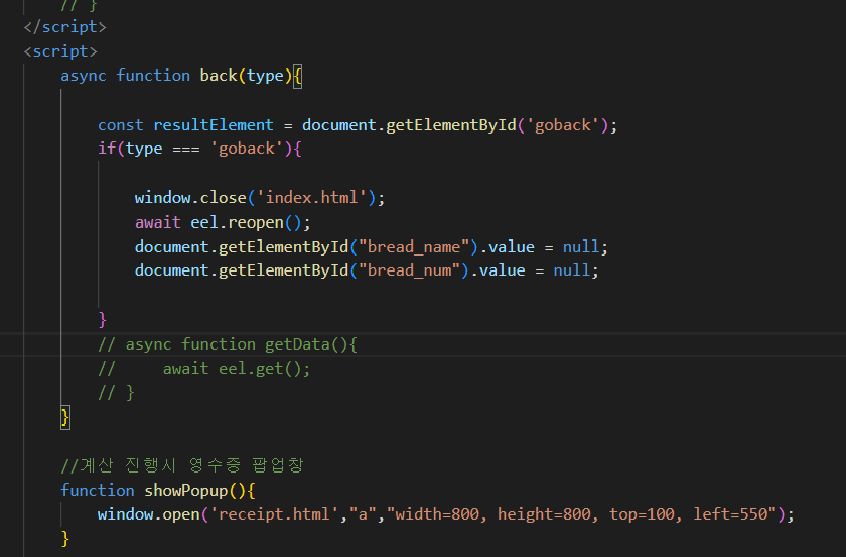 // }
</script>
<script>
async function back(type){
const resultElement = document.getElementById('goback');
if(type === 'goback'){
window.close('index.html');
await eel.reopen();
document.getElementById("bread_name").value = null;
document.getElementById("bread_num").value = null;
}
// async function getData(){
//     await eel.get();
// }
}
//계산 진행시 영수증 팝업창
function showPopup(){
window.open('receipt.html',"a","width=800, height=800, top=100, left=550");
}